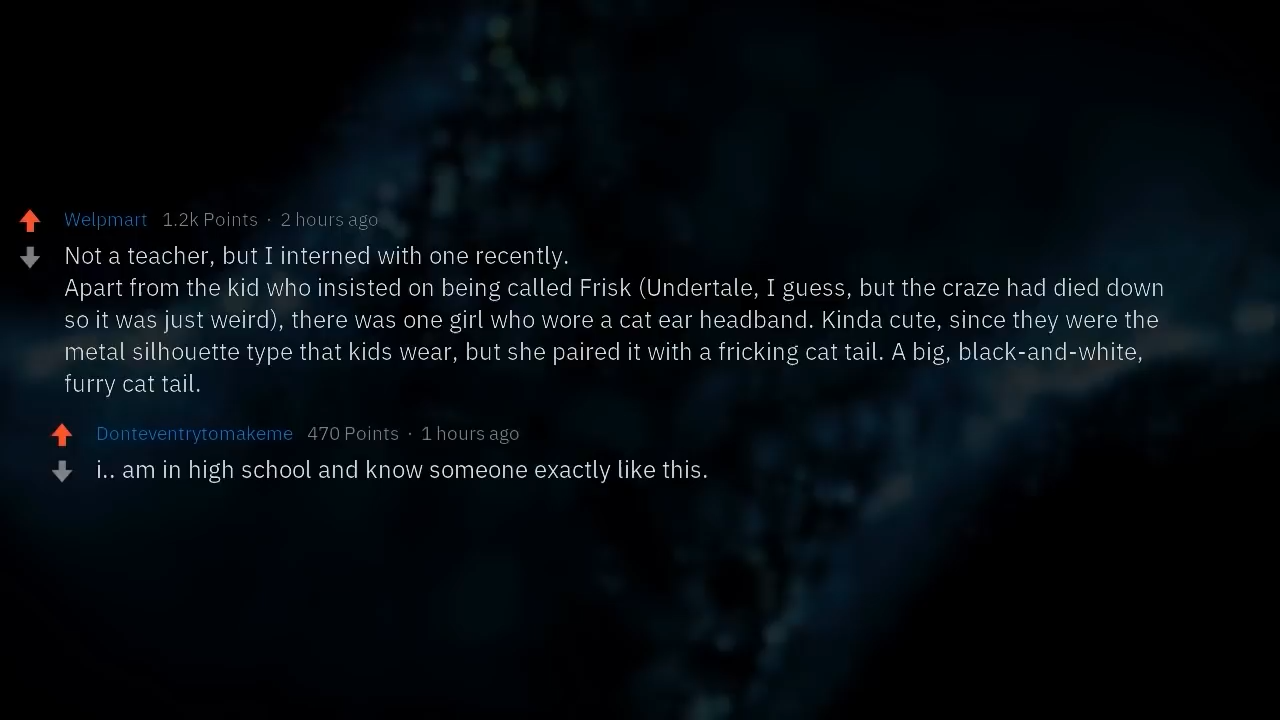 Welpmart 1.2k Points · 2 hours ago
Not a teacher, but I interned with one recently.
Apart from the kid who insisted on being called Frisk (Undertale, I guess, but the craze had died down
so it was just weird), there was one girl who wore a cat ear headband. Kinda cute, since they were the
metal silhouette type that kids wear, but she paired it with a fricking cat tail. A big, black-and-white,
furry cat tail.
Donteventrytomakeme 470 Points · 1 hours ago
i.. am in high school and know someone exactly like this.